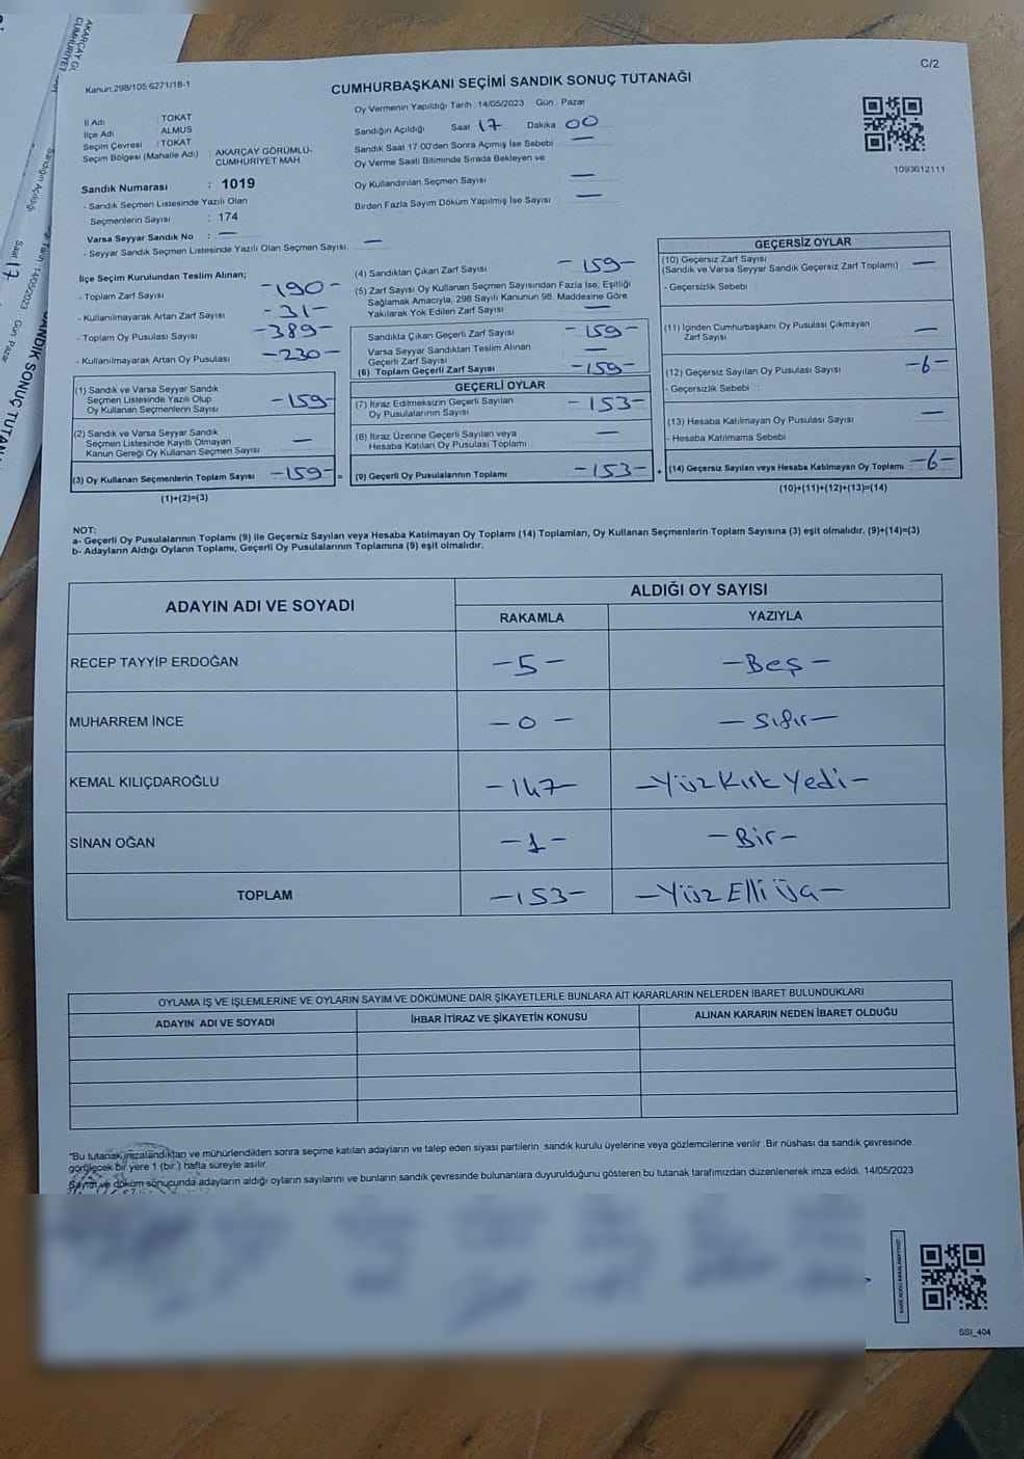 C/2
Kanun:298/105 6271/18-1
CUMHURBAŞKANI SEÇİMİ SANDIK SONUÇ TUTANAĞI
Oy Vermenin Yapıldığı Tarih : 14/05/2023 Gün : Pazar
İl Adı : TOKAT
İlçe Adı : ALMUS
Seçim Çevresi : TOKAT
Seçim Bölgesi (Mahalle Adı) : AKARÇAY GÖRÜMLÜ-CUMHURİYET MAH
Sandık Numarası : 1019
- Sandık Seçmen Listesinde Yazılı Olan
Seçmenlerin Sayısı : 174
Varsa Seyyar Sandık No : —
- Seyyar Sandık Seçmen Listesinde Yazılı Olan Seçmen Sayısı: —
Sandığın Açıldığı Saat 17 Dakika 00
Sandık Saat 17.00'den Sonra Açımış İse Sebebi —
Oy Verme Saati Bitiminde Sırada Bekleyen ve
Oy Kullandırılan Seçmen Sayısı —
Birden Fazla Sayım Döküm Yapılmış İse Sayısı —
1093612111
İlçe Seçim Kurulundan Teslim Alınan;
- Toplam Zarf Sayısı -190-
- Kullanılmayarak Artan Zarf Sayısı -31-
- Toplam Oy Pusulası Sayısı -389-
- Kullanılmayarak Artan Oy Pusulası -230-
(1) Sandık ve Varsa Seyyar Sandık
Seçmen Listesinde Yazılı Olup
Oy Kullanan Seçmenlerin Sayısı -159-
(2) Sandık ve Varsa Seyyar Sandık
Seçmen Listesinde Kayıtlı Olmayan
Kanun Gereği Oy Kullanan Seçmen Sayısı —
(3) Oy Kullanan Seçmenlerin Toplam Sayısı -159- =
(1)+(2)=(3)
(4) Sandıktan Çıkan Zarf Sayısı -159-
(5) Zarf Sayısı Oy Kullanan Seçmen Sayısından Fazla İse, Eşitliği
Sağlamak Amacıyla, 298 Sayılı Kanunun 98. Maddesine Göre
Yakılarak Yok Edilen Zarf Sayısı —
Sandıkta Çıkan Geçerli Zarf Sayısı -159-
Varsa Seyyar Sandıktan Teslim Alınan
Geçerli Zarf Sayısı —
(6) Toplam Geçerli Zarf Sayısı -159-
GEÇERLİ OYLAR
(7) İtiraz Edilmeksizin Geçerli Sayılan
Oy Pusulalarının Sayısı -153-
(8) İtiraz Üzerine Geçerli Sayılan veya
Hesaba Katılan Oy Pusulası Toplamı —
(9) Geçerli Oy Pusulalarının Toplamı -153- +
GEÇERSİZ OYLAR
(10) Geçersiz Zarf Sayısı
(Sandık ve Varsa Seyyar Sandık Geçersiz Zarf Toplamı) —
- Geçersizlik Sebebi
(11) İçinden Cumhurbaşkanı Oy Pusulası Çıkmayan
Zarf Sayısı —
(12) Geçersiz Sayılan Oy Pusulası Sayısı -6-
- Geçersizlik Sebebi :
(13) Hesaba Katılmayan Oy Pusulası Sayısı —
- Hesaba Katılmama Sebebi
(14) Geçersiz Sayılan veya Hesaba Katılmayan Oy Toplamı -6-
(10)+(11)+(12)+(13)=(14)
NOT:
a- Geçerli Oy Pusulalarının Toplamı (9) ile Geçersiz Sayılan veya Hesaba Katılmayan Oy Toplamı (14) Toplamları, Oy Kullanan Seçmenlerin Toplam Sayısına (3) eşit olmalıdır. (9)+(14)=(3)
b- Adayların Aldığı Oyların Toplamı, Geçerli Oy Pusulalarının Toplamına (9) eşit olmalıdır.
ADAYIN ADI VE SOYADI
ALDIĞI OY SAYISI
RAKAMLA YAZIYLA
RECEP TAYYİP ERDOĞAN -5- -Beş-
MUHARREM İNCE -0- -Sıfır-
KEMAL KILIÇDAROĞLU -147- -Yüz Kırk Yedi-
SİNAN OĞAN -1- -Bir-
TOPLAM -153- -Yüz Elli Üç-
OYLAMA İŞ VE İŞLEMLERİNE VE OYLARIN SAYIM VE DÖKÜMÜNE DAİR ŞİKAYETLERLE BUNLARA AİT KARARLARIN NELERDEN İBARET BULUNDUKLARI
ADAYIN ADI VE SOYADI İHBAR İTİRAZ VE ŞİKAYETİN KONUSU ALINAN KARARIN NEDEN İBARET OLDUĞU
"Bu tutanak imzalandıktan ve mühürlendikten sonra seçime katılan adayların ve talep eden siyasi partilerin sandık kurulu üyelerine veya gözlemcilerine verilir. Bir nüshası da sandık çevresinde
görülecek bir yere 1 (bir ) hafta süreyle asılır.
Sayım ve döküm sonucunda adayların aldığı oyların sayılarını ve bunların sandık çevresinde bulunanlara duyurulduğunu gösteren bu tutanak tarafımızdan düzenlenerek imza edildi. 14/05/2023
SSI_404
AKARÇAY GÖ
CUMHURİYET
Sandığın Açıldığı
Saat 17
Tarih : 14/05/2023 Gün : Pazar
SANDIK SONUÇ TUTAN